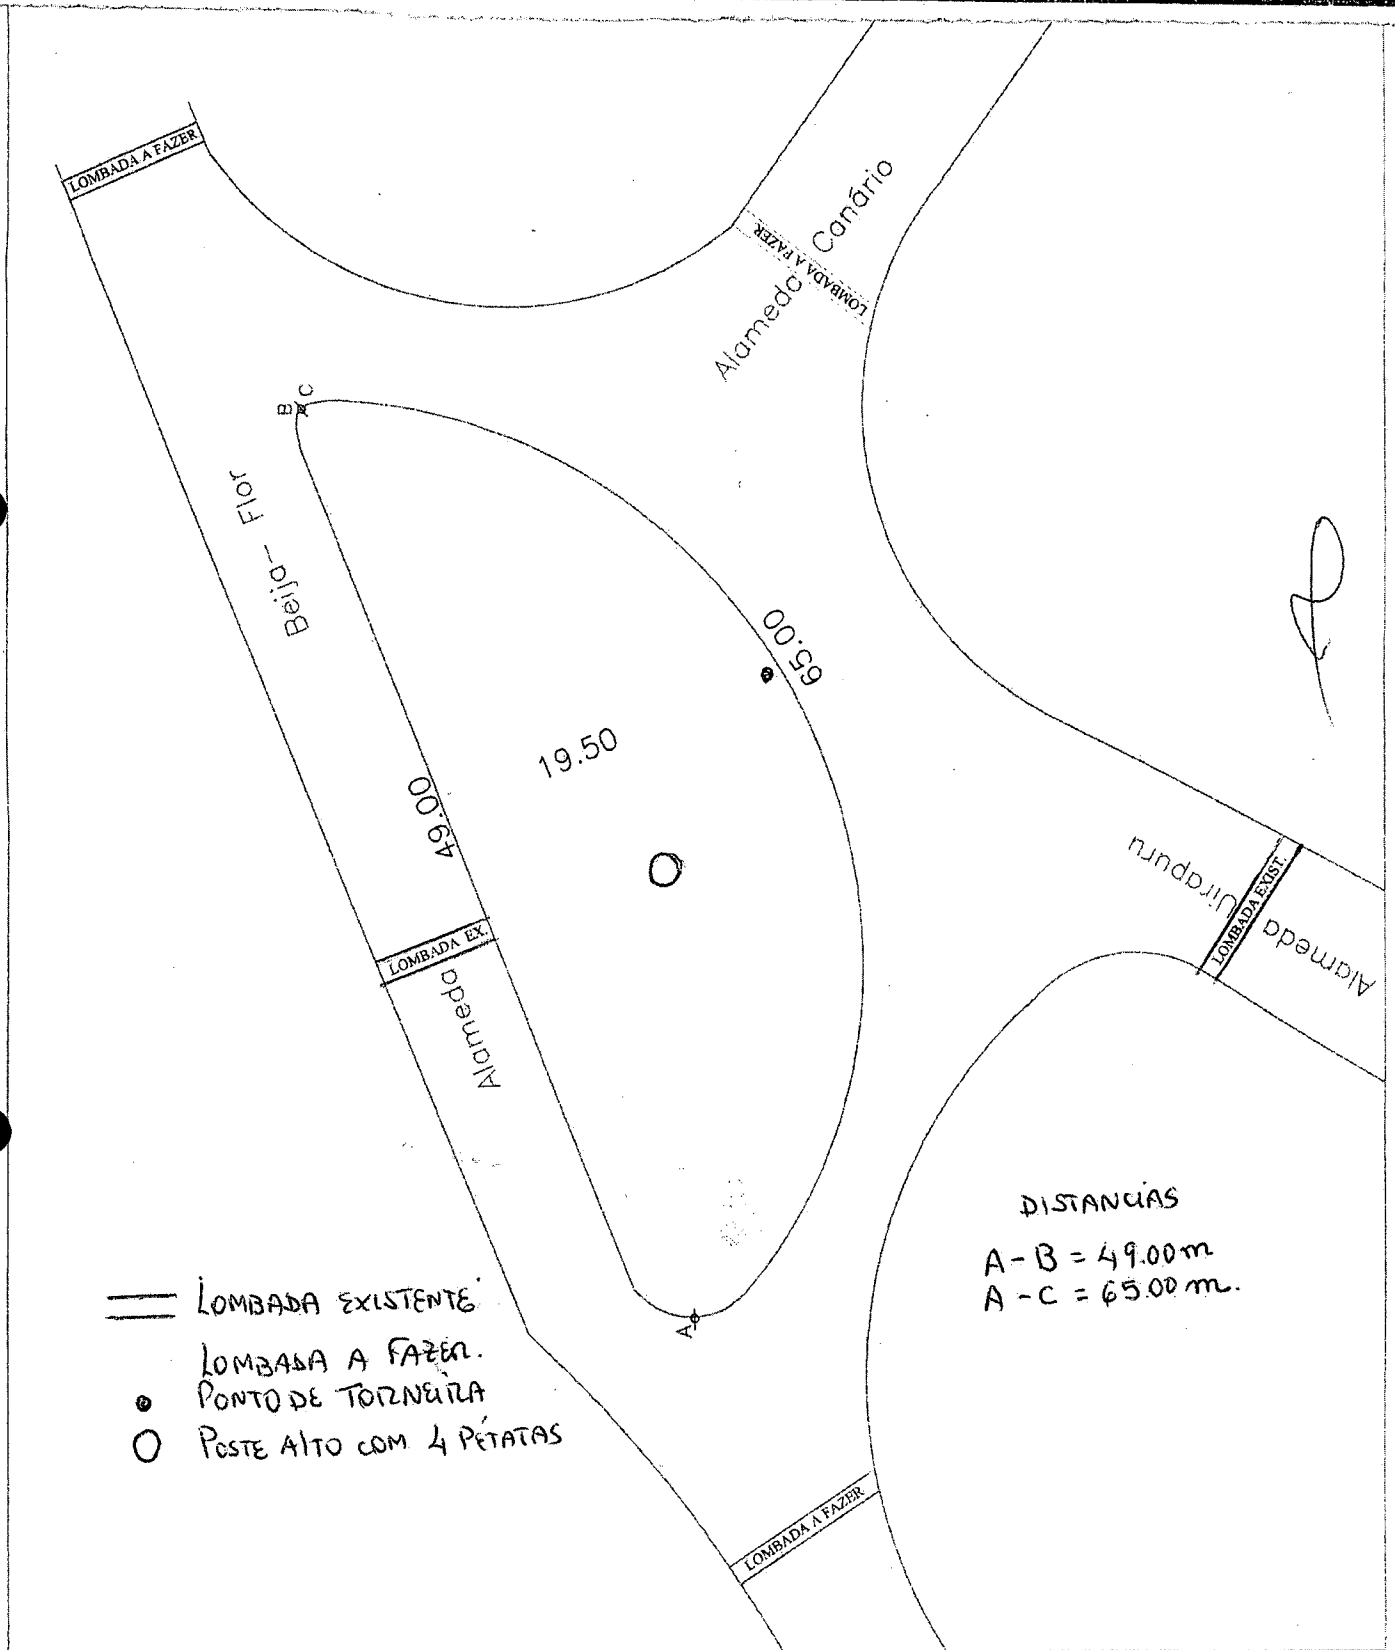 LOMBADA A FAZER
Alameda Canário
LOMBADA A FAZER
B
C
Alameda Beija-Flor
65.00
19.50
49.00
LOMBADA EX.
Alameda Uirapuru
LOMBADA EXIST.
A
DISTANCIAS
A - B = 49.00 m
A - C = 65.00 m.
LOMBADA EXISTENTE
LOMBADA A FAZER.
PONTO DE TORNEIRA
POSTE ALTO COM 4 PÉTATAS
LOMBADA A FAZER